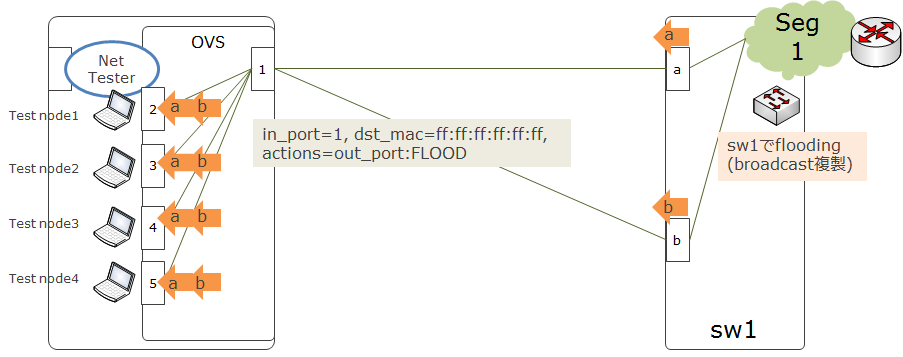 OVS
Net
Tester
1
Test node1
2
a b
Test node2
3
a b
Test node3
4
a b
Test node4
5
a b
in_port=1, dst_mac=ff:ff:ff:ff:ff:ff,
actions=out_port:FLOOD
a
a
b
b
Seg
1
sw1でflooding
(broadcast複製)
sw1